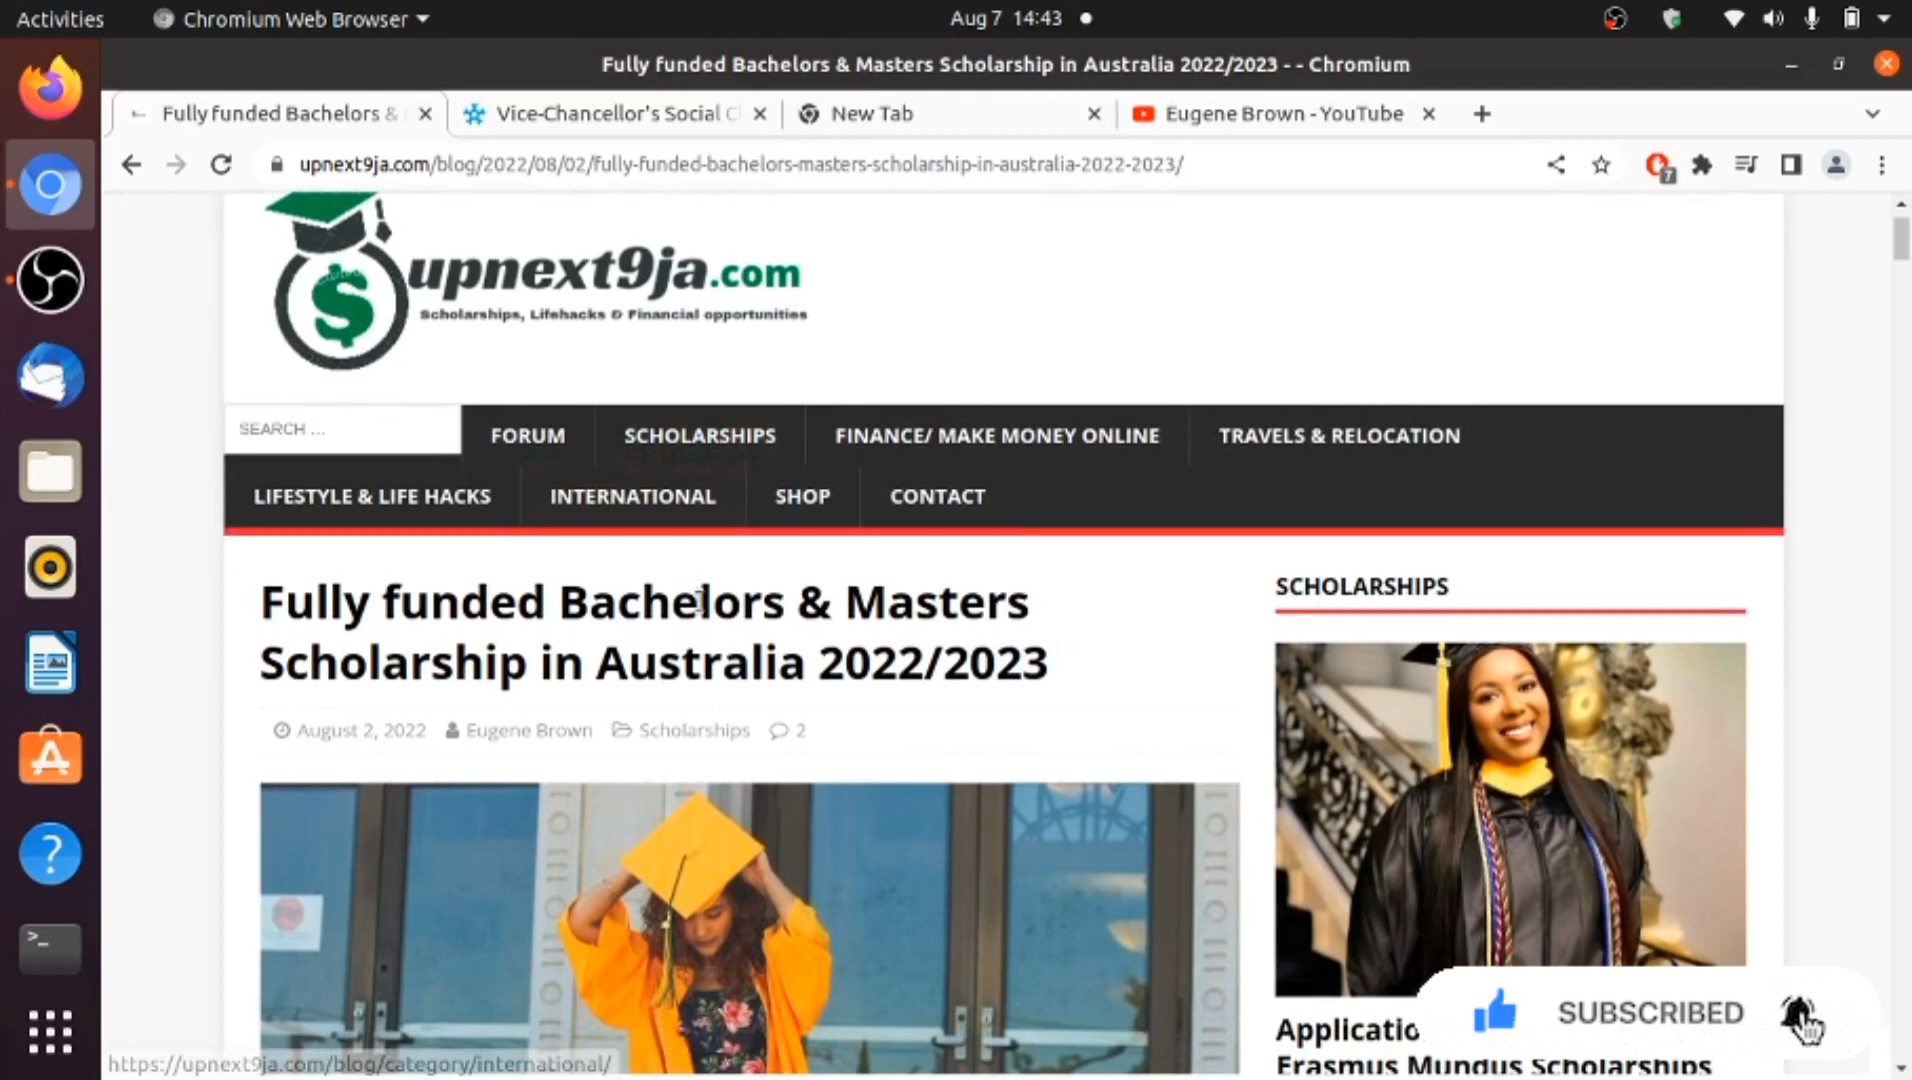 Activities
Chromium Web Browser
Aug 7 14:43
Fully funded Bachelors & Masters Scholarship in Australia 2022/2023 - - Chromium
Fully funded Bachelors &
Vice-Chancellor's Social C
New Tab
Eugene Brown - YouTube
upnext9ja.com/blog/2022/08/02/fully-funded-bachelors-masters-scholarship-in-australia-2022-2023/
7
upnext9ja.com
Scholarships, Lifehacks & Financial opportunities
SEARCH ...
FORUM
SCHOLARSHIPS
FINANCE/ MAKE MONEY ONLINE
TRAVELS & RELOCATION
LIFESTYLE & LIFE HACKS
INTERNATIONAL
SHOP
CONTACT
Fully funded Bachelors & Masters
Scholarship in Australia 2022/2023
August 2, 2022
Eugene Brown
Scholarships
2
SCHOLARSHIPS
Applicatio
Erasmus Mundus Scholarships
SUBSCRIBED
https://upnext9ja.com/blog/category/international/